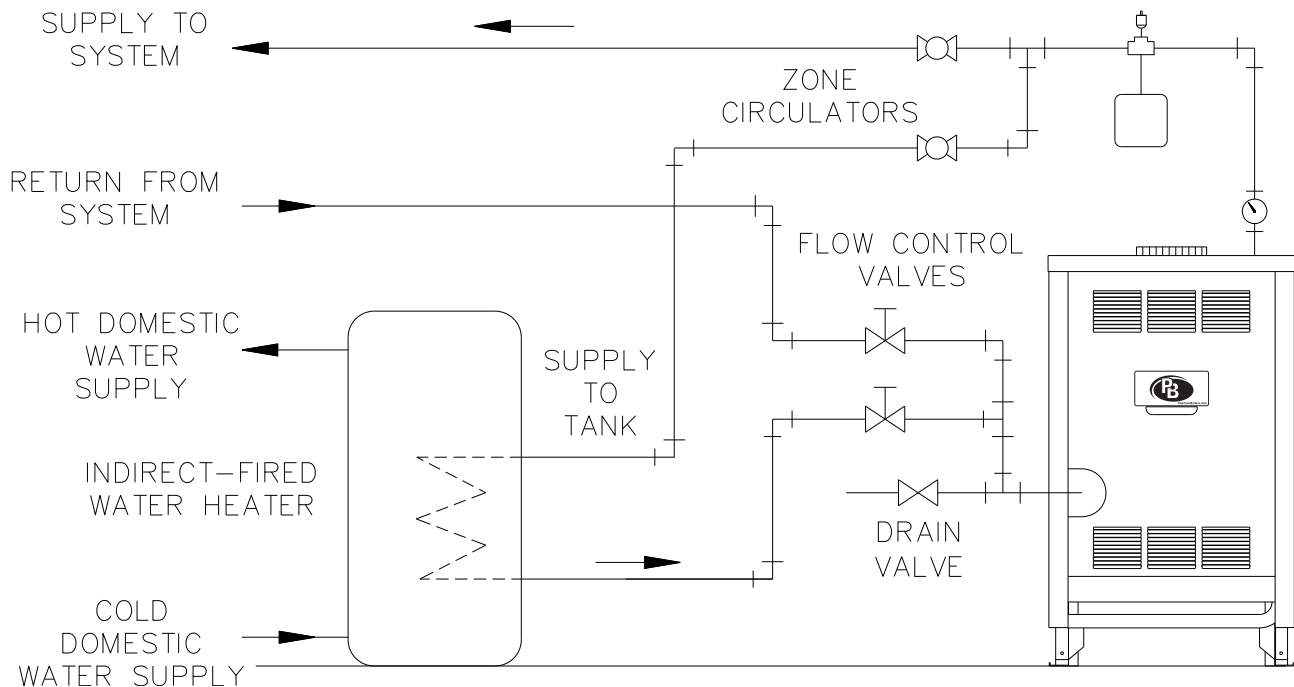 SUPPLY TO
SYSTEM
ZONE
CIRCULATORS
RETURN FROM
SYSTEM
FLOW CONTROL
VALVES
HOT DOMESTIC
WATER
SUPPLY
SUPPLY
TO
TANK
PB
INDIRECT-FIRED
WATER HEATER
DRAIN
VALVE
COLD
DOMESTIC
WATER SUPPLY